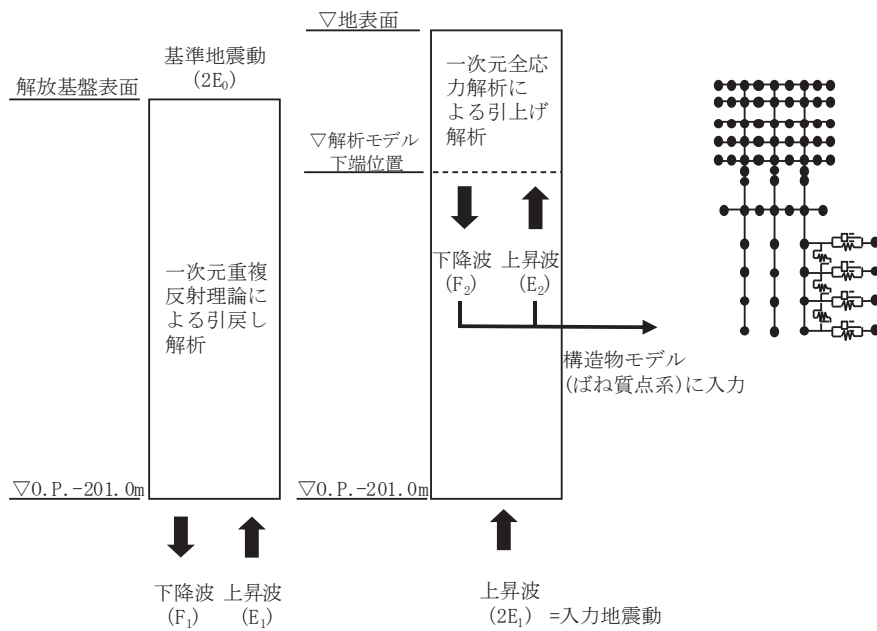 基準地震動
(2E₀)
解放基盤表面
一次元重複
反射理論に
よる引戻し
解析
▽O.P.-201.0m
下降波 上昇波
(F₁) (E₁)
▽地表面
一次元全応
力解析に
よる引上げ
解析
▽解析モデル
下端位置
下降波 上昇波
(F₂) (E₂)
構造物モデル
(ばね質点系)に入力
▽O.P.-201.0m
上昇波
(2E₁) =入力地震動